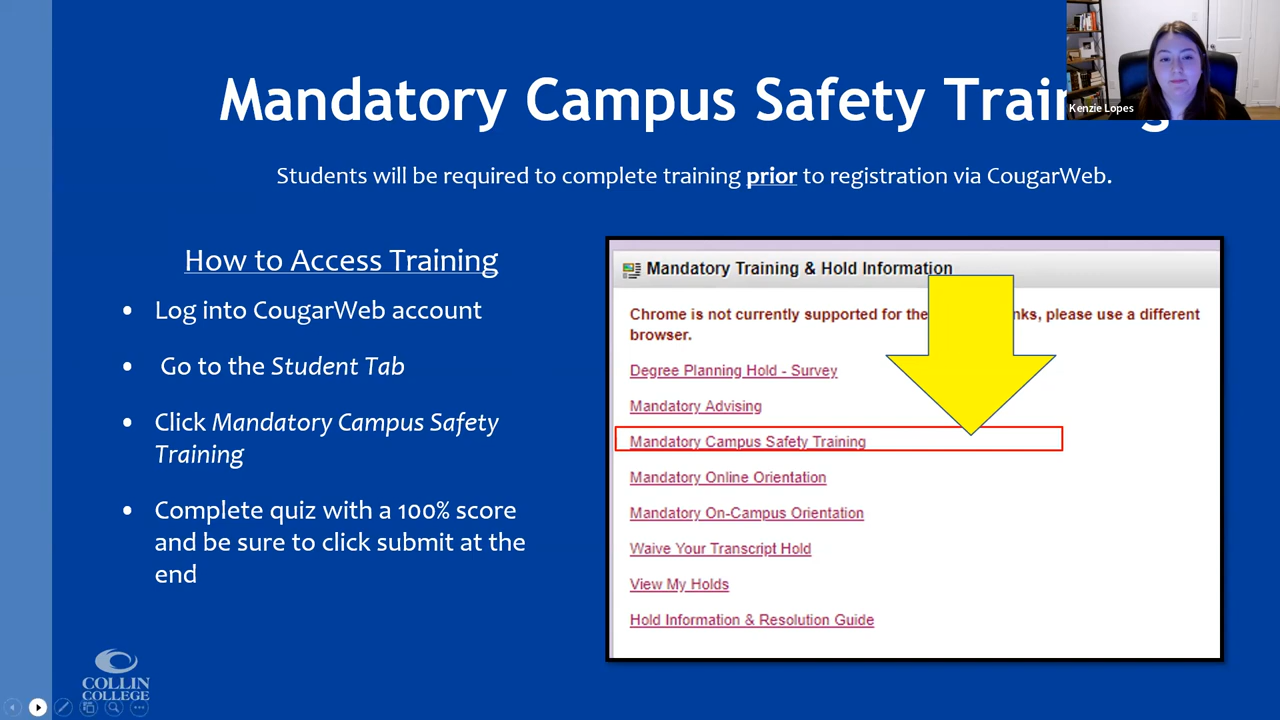 Mandatory Campus Safety Training
Kenzie Lopes
Students will be required to complete training prior to registration via CougarWeb.
How to Access Training
• Log into CougarWeb account
• Go to the Student Tab
• Click Mandatory Campus Safety
Training
• Complete quiz with a 100% score
and be sure to click submit at the
end
Mandatory Training & Hold Information
Chrome is not currently supported for the nks, please use a different
browser.
Degree Planning Hold - Survey
Mandatory Advising
Mandatory Campus Safety Training
Mandatory Online Orientation
Mandatory On-Campus Orientation
Waive Your Transcript Hold
View My Holds
Hold Information & Resolution Guide
COLLIN
COLLEGE